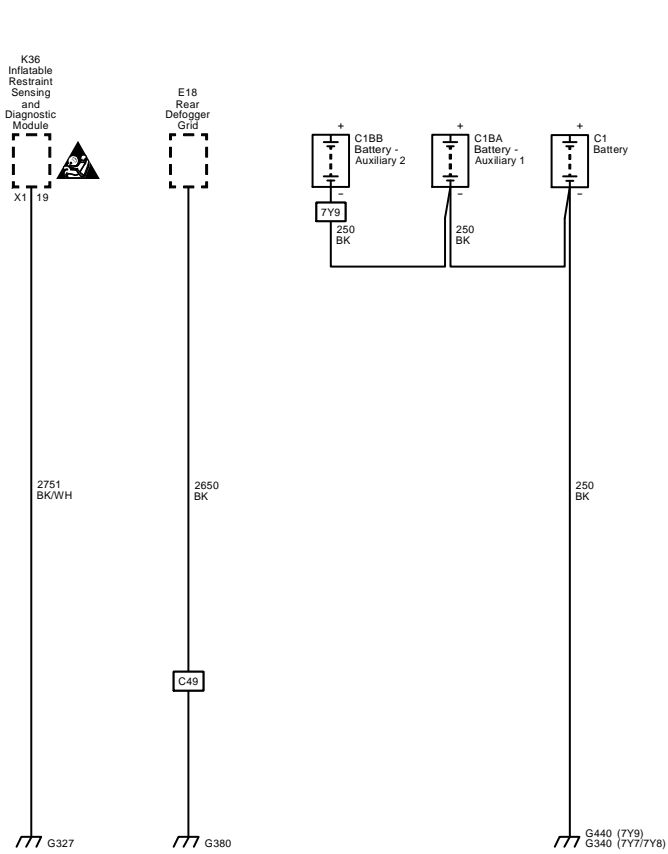 K36
Inflatable
Restraint
Sensing
and
Diagnostic
Module
X1 19
2751
BK/WH
G327
E18
Rear
Defogger
Grid
2650
BK
C49
G380
+
C1BB
Battery -
Auxiliary 2
−
7Y9
250
BK
+
C1BA
Battery -
Auxiliary 1
−
250
BK
+
C1
Battery
−
250
BK
G440 (7Y9)
G340 (7Y7/7Y8)